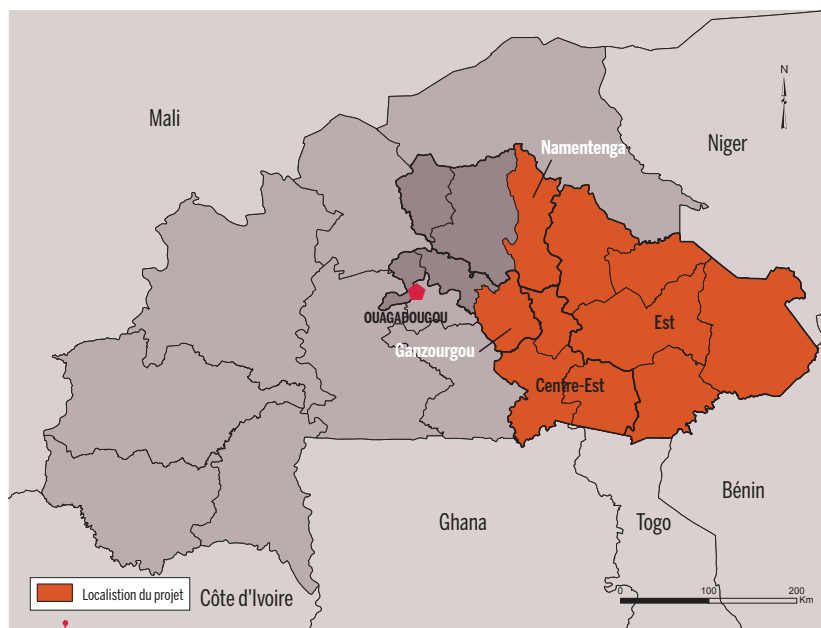 N
Mali
Namentenga
Niger
OUAGADOUGOU
Est
Ganzourgou
Centre-Est
Bénin
Ghana
Togo
Localistion du projet
Côte d'Ivoire
0 100 200
Km